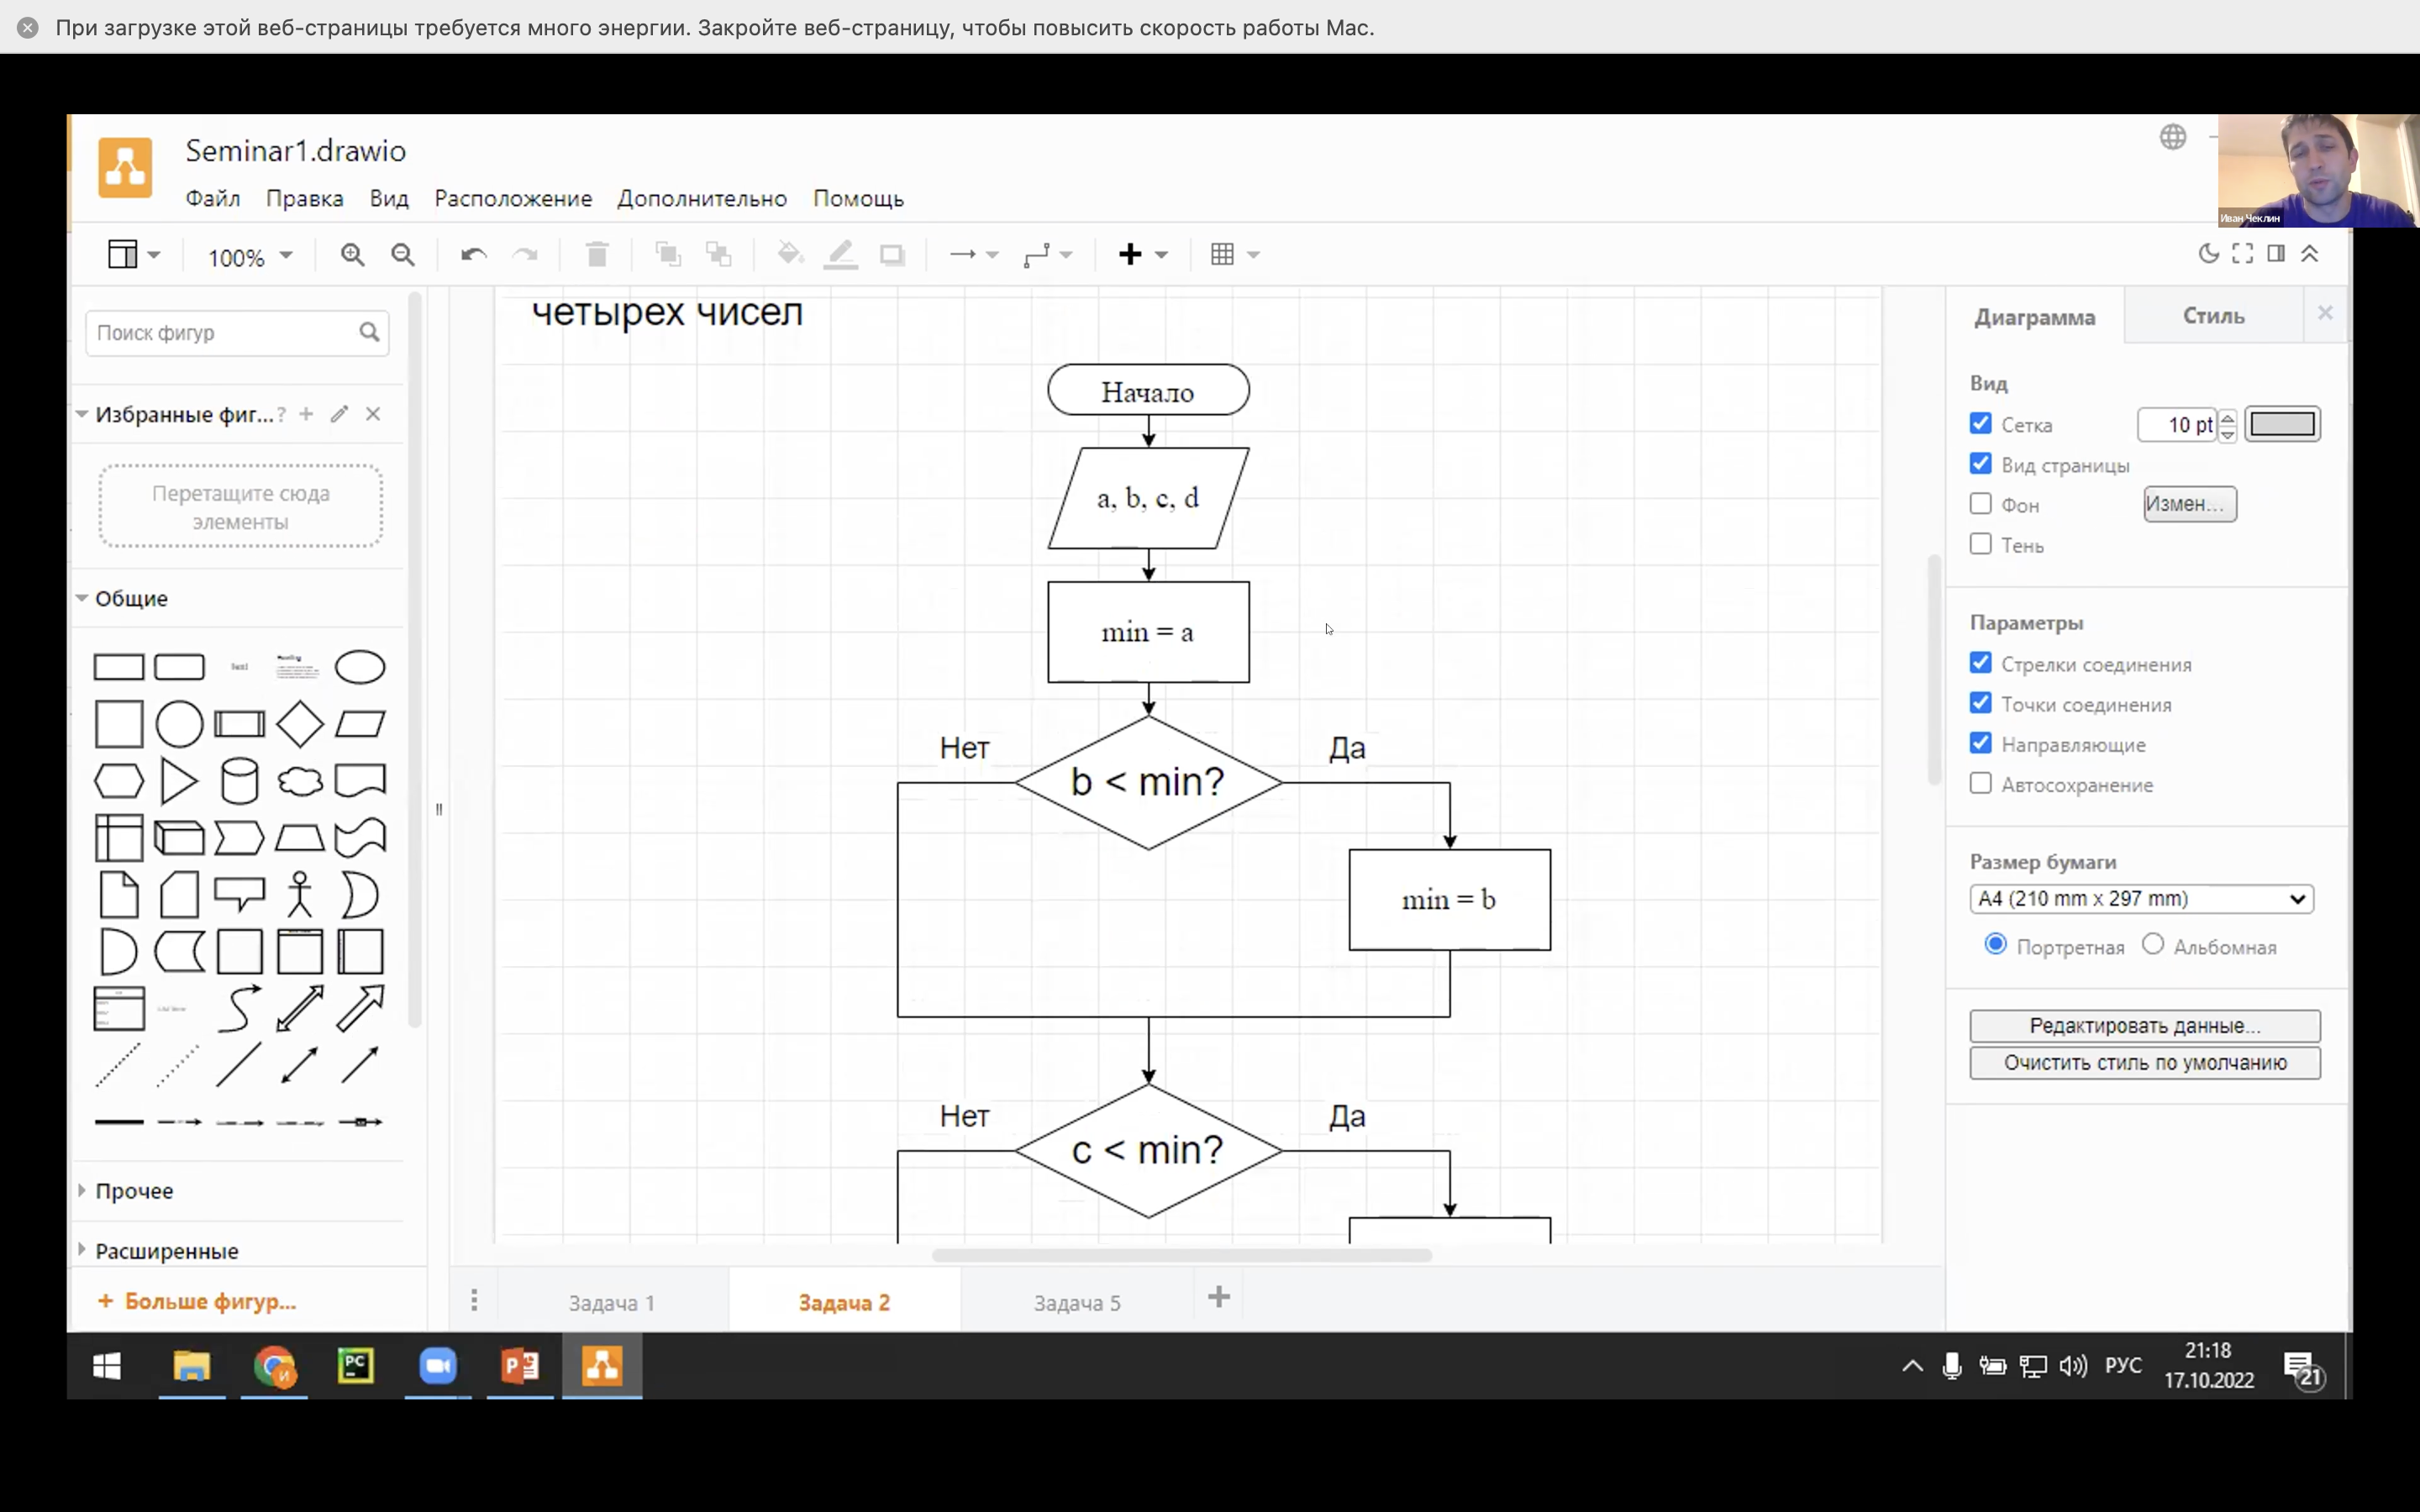 При загрузке этой веб-страницы требуется много энергии. Закройте веб-страницу, чтобы повысить скорость работы Mac.
Seminar1.drawio
Файл Правка Вид Расположение Дополнительно Помощь
Иван Чеклин
100%
Поиск фигур
Избранные фиг...?
Перетащите сюда
элементы
Общие
Прочее
Расширенные
+ Больше фигур...
четырех чисел
Начало
a, b, c, d
min = a
Нет
Да
b < min?
min = b
Нет
Да
c < min?
Задача 1
Задача 2
Задача 5
Диаграмма
Стиль
Вид
Сетка
10 pt
Вид страницы
Фон
Измен...
Тень
Параметры
Стрелки соединения
Точки соединения
Направляющие
Автосохранение
Размер бумаги
A4 (210 mm x 297 mm)
Портретная
Альбомная
Редактировать данные...
Очистить стиль по умолчанию
PC
РУС
21:18
17.10.2022
21